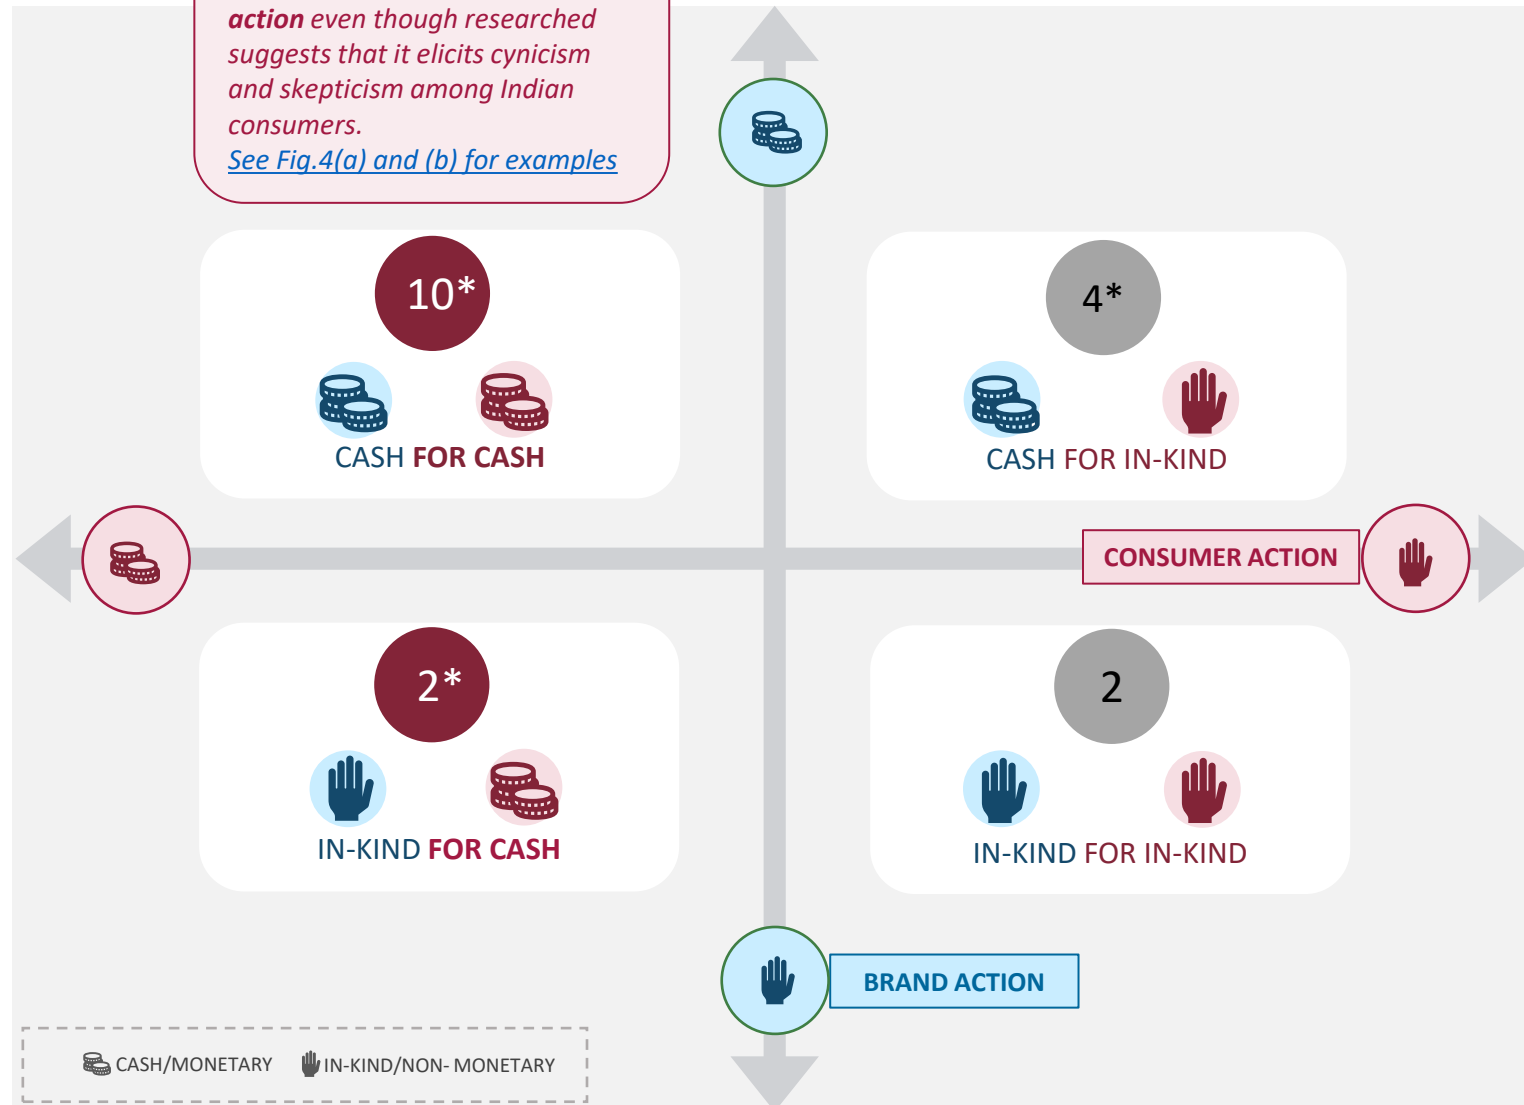 action even though researched
suggests that it elicits cynicism
and skepticism among Indian
consumers.
See Fig.4(a) and (b) for examples
10*
4*
CASH FOR CASH
CASH FOR IN-KIND
CONSUMER ACTION
2*
2
IN-KIND FOR CASH
IN-KIND FOR IN-KIND
BRAND ACTION
CASH/MONETARY IN-KIND/NON- MONETARY